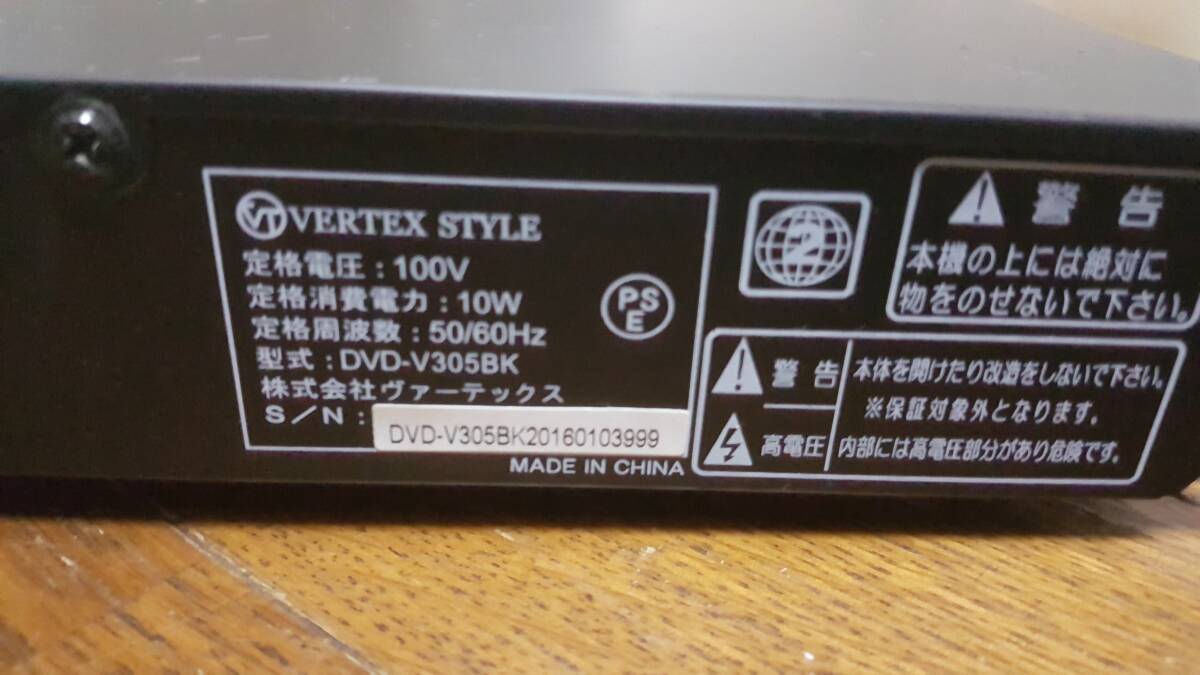 VT VERTEX STYLE
定格電圧：100V
定格消費電力：10W
定格周波数：50/60Hz
型式：DVD-V305BK
株式会社ヴァーテックス
S／N：
DVD-V305BK20160103999
MADE IN CHINA
PSE
2
警告
本機の上には絶対に
物をのせないで下さい。
警告
本体を開けたり改造をしないで下さい。
※保証対象外となります。
高電圧
内部には高電圧部分があり危険です。